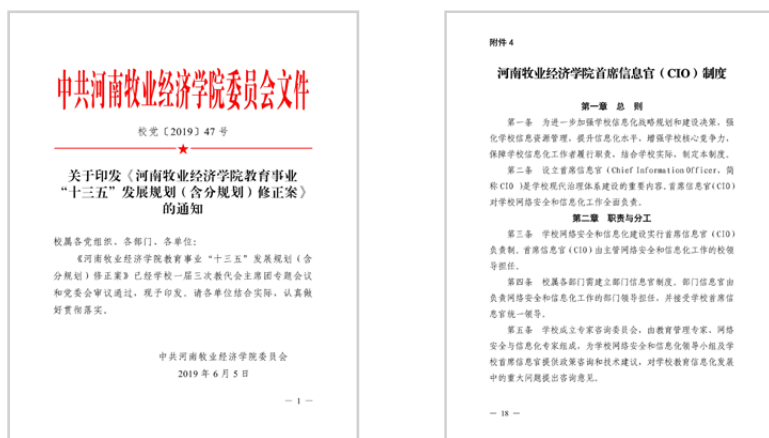 中共河南牧业经济学院委员会文件
校党〔2019〕47 号
关于印发《河南牧业经济学院教育事业
“十三五”发展规划（含分规划）修正案》
的通知
校属各党组织、各部门、各单位：
《河南牧业经济学院教育事业“十三五”发展规划（含
分规划）修正案》已经学校一届三次教代会主席团专题会议
和党委会审议通过，现予印发。请各单位结合实际，认真做
好贯彻落实。
中共河南牧业经济学院委员会
2019 年 6 月 5 日
— 1 —
附件 4
河南牧业经济学院首席信息官（CIO）制度
第一章 总 则
第一条 为进一步加强学校信息化战略规划和建设决策，强
化学校信息资源管理，提升信息化水平，增强学校核心竞争力，
保障学校信息化工作者履行职责，结合学校实际，制定本制度。
第二条 设立首席信息官（Chief Information Officer，简
称 CIO ）是学校现代治理体系建设的重要内容。首席信息官（CIO）
对学校网络安全和信息化工作全面负责。
第二章 职责与分工
第三条 学校网络安全和信息化建设实行首席信息官（CIO）
负责制。首席信息官（CIO）由主管网络安全和信息化工作的校领
导担任。
第四条 校属各部门需建立部门信息官制度。部门信息官由
负责网络安全和信息化工作的部门领导担任，并接受学校首席信
息官统一领导。
第五条 学校成立专家咨询委员会，由教育管理专家、网络
安全与信息化专家组成，为学校网络安全和信息化领导小组及学
校首席信息官提供政策咨询和技术建议，对学校教育信息化发展
中的重大问题提出咨询意见。
— 18 —